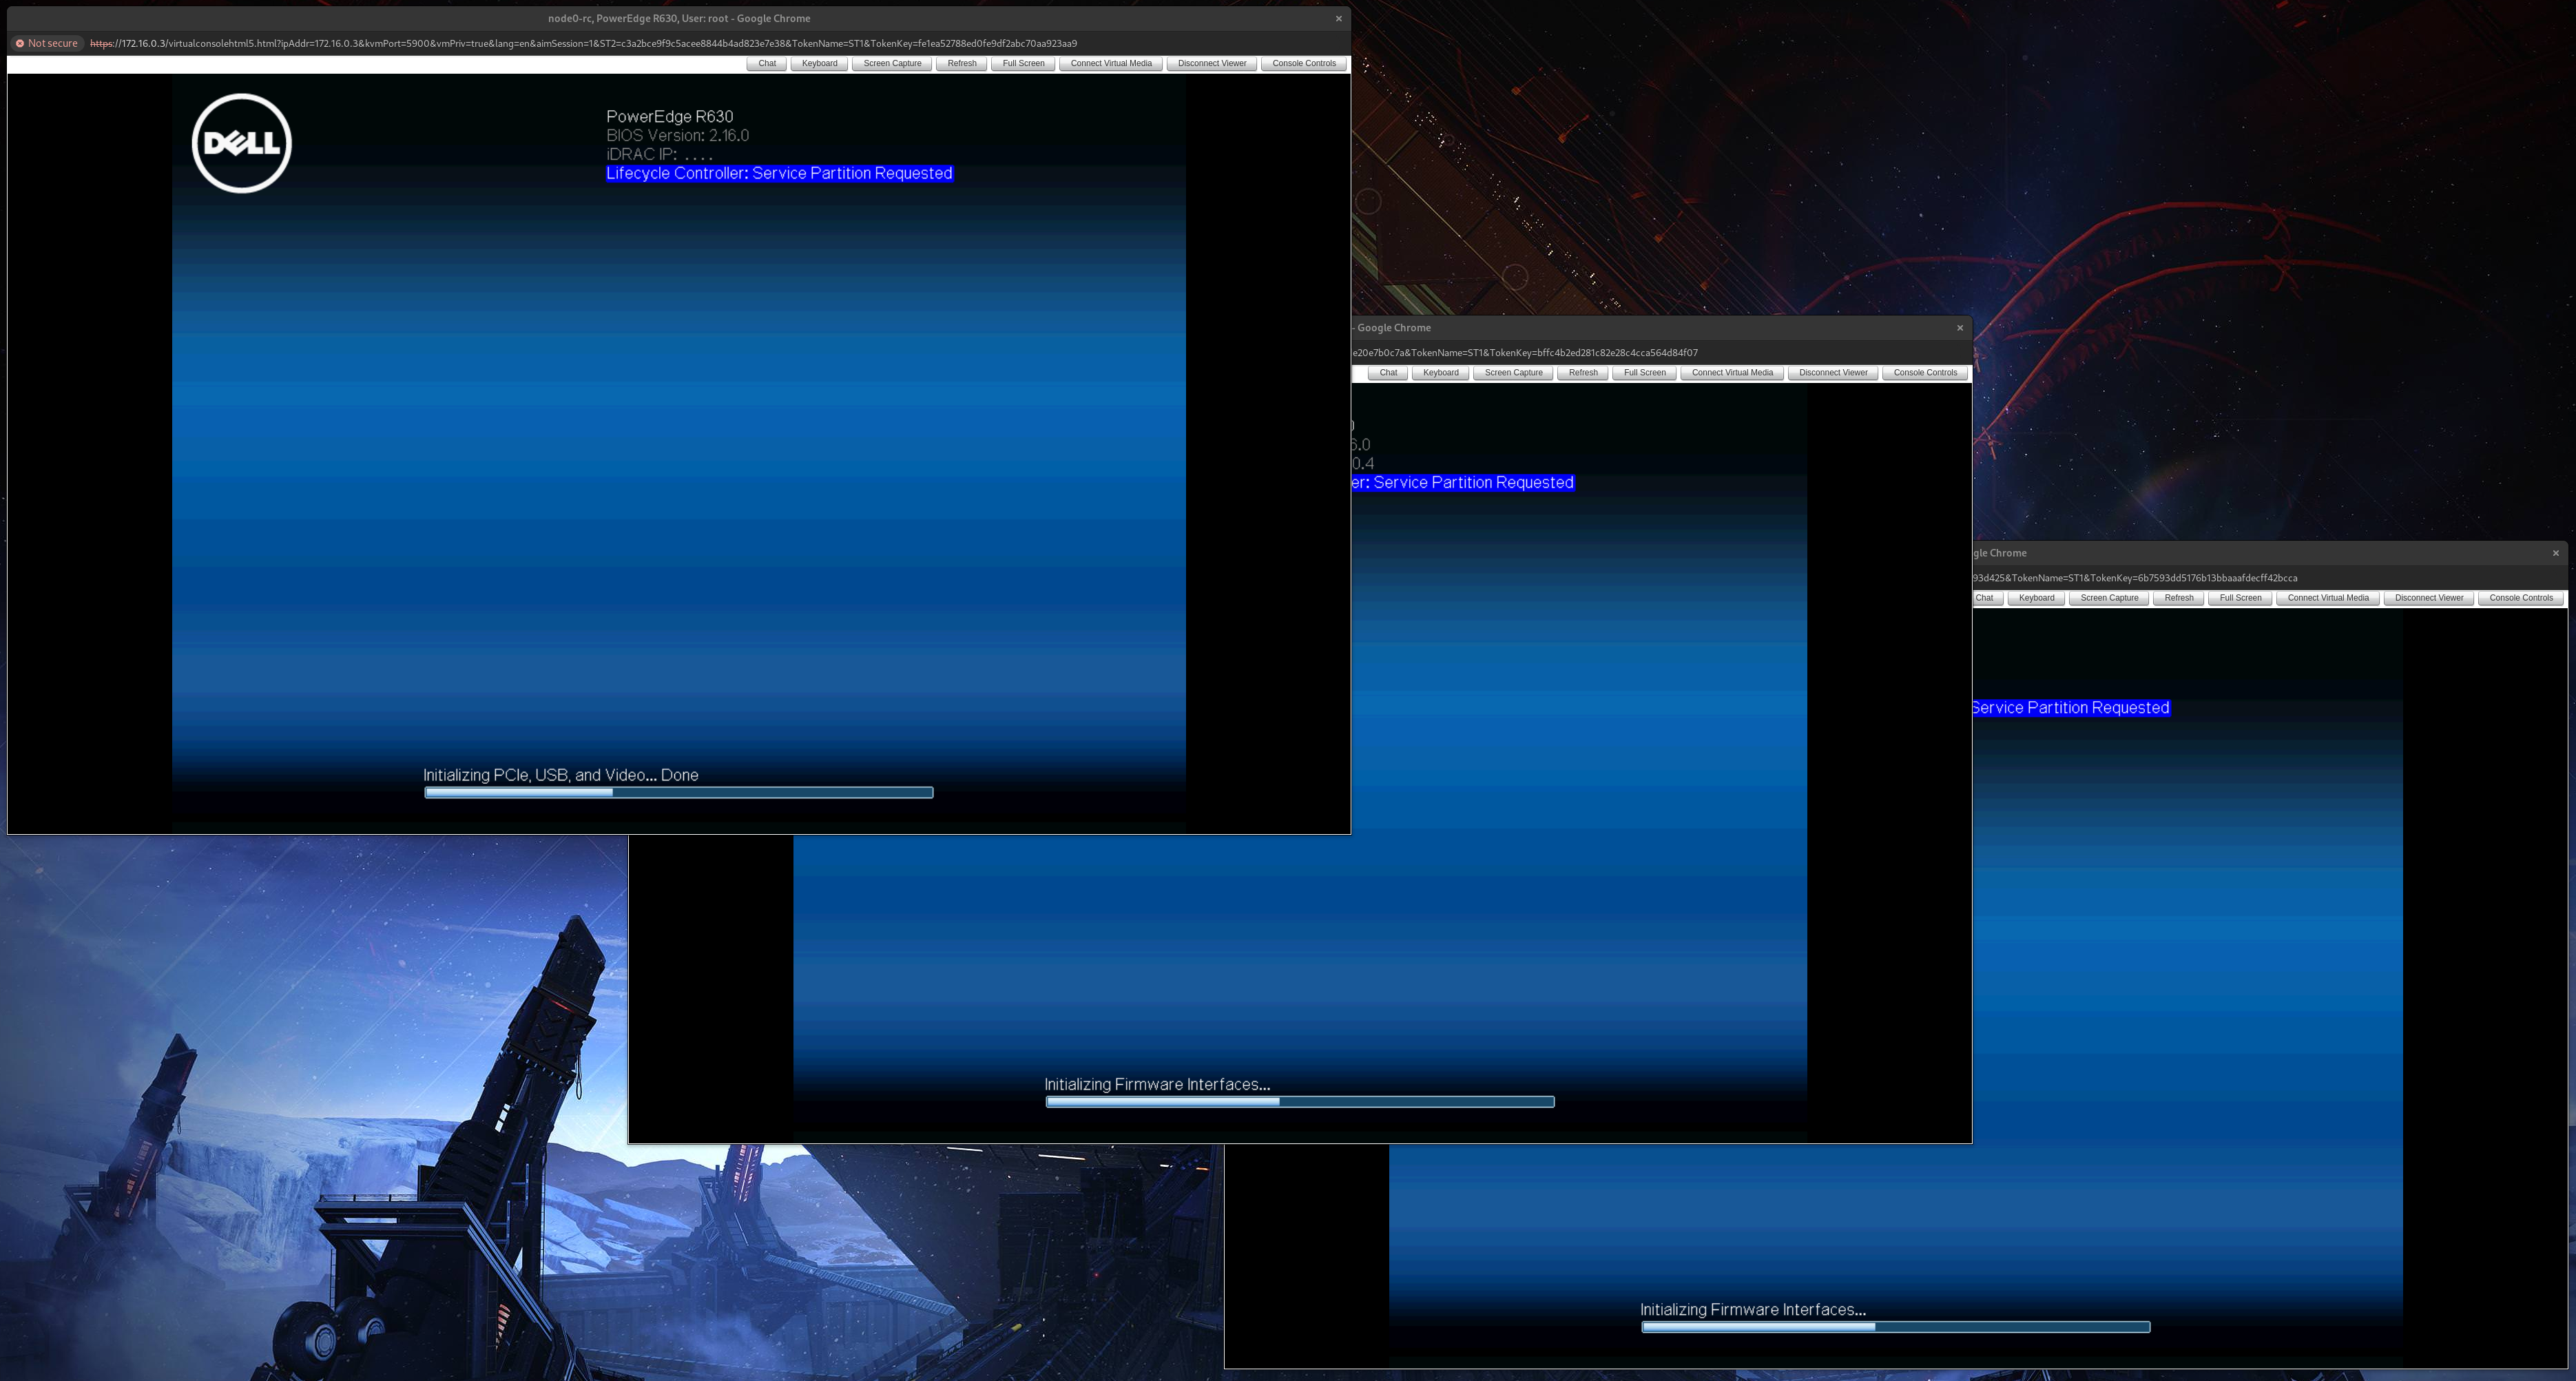 node0-rc, PowerEdge R630, User: root - Google Chrome
Not secure https://172.16.0.3/virtualconsolehtml5.html?ipAddr=172.16.0.3&kvmPort=5900&vmPriv=true&lang=en&aimSession=1&ST2=c3a2bce9f9c5acee8844b4ad823e7e38&TokenName=ST1&TokenKey=fe1ea52788ed0fe9df2abc70aa923aa9
Chat Keyboard Screen Capture Refresh Full Screen Connect Virtual Media Disconnect Viewer Console Controls
DELL
PowerEdge R630
BIOS Version: 2.16.0
iDRAC IP: . . . .
Lifecycle Controller: Service Partition Requested
Initializing PCIe, USB, and Video... Done
- Google Chrome
e20e7b0c7a&TokenName=ST1&TokenKey=bffc4b2ed281c82e28c4cca564d84f07
Chat Keyboard Screen Capture Refresh Full Screen Connect Virtual Media Disconnect Viewer Console Controls
6.0
0.4
er: Service Partition Requested
Initializing Firmware Interfaces...
gle Chrome
93d425&TokenName=ST1&TokenKey=6b7593dd5176b13bbaaafdecff42bcca
Chat Keyboard Screen Capture Refresh Full Screen Connect Virtual Media Disconnect Viewer Console Controls
Service Partition Requested
Initializing Firmware Interfaces...